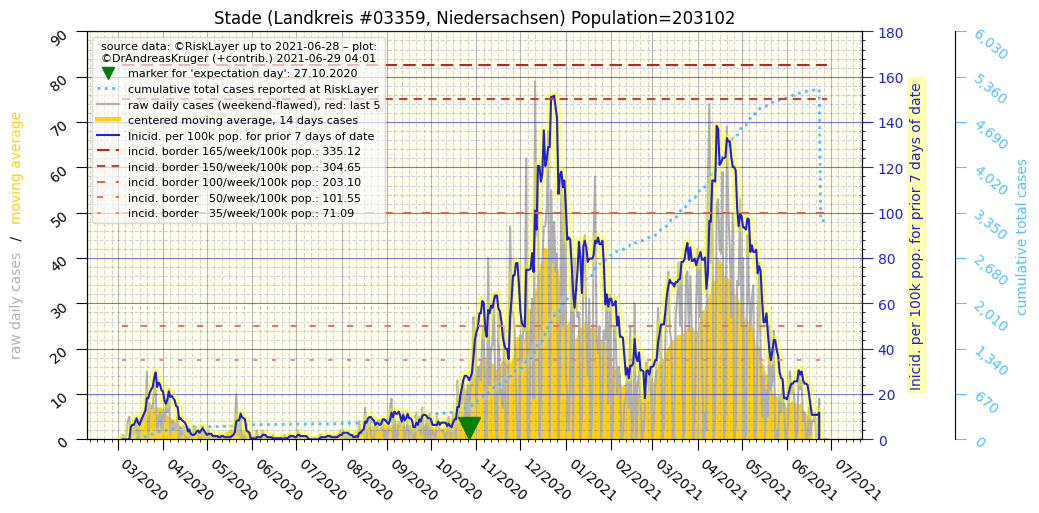 Stade (Landkreis #03359, Niedersachsen) Population=203102
source data: ©RiskLayer up to 2021-06-28 – plot:
©DrAndreasKruger (+contrib.) 2021-06-29 04:01
marker for 'expectation day': 27.10.2020
cumulative total cases reported at RiskLayer
raw daily cases (weekend-flawed), red: last 5
centered moving average, 14 days cases
Inicid. per 100k pop. for prior 7 days of date
incid. border 165/week/100k pop.: 335.12
incid. border 150/week/100k pop.: 304.65
incid. border 100/week/100k pop.: 203.10
incid. border   50/week/100k pop.: 101.55
incid. border   35/week/100k pop.: 71.09
raw daily cases / moving average
90
80
70
60
50
40
30
20
10
0
03/2020
04/2020
05/2020
06/2020
07/2020
08/2020
09/2020
10/2020
11/2020
12/2020
01/2021
02/2021
03/2021
04/2021
05/2021
06/2021
07/2021
180
160
140
120
100
80
60
40
20
0
Inicid. per 100k pop. for prior 7 days of date
6,030
5,360
4,690
4,020
3,350
2,680
2,010
1,340
670
0
cumulative total cases